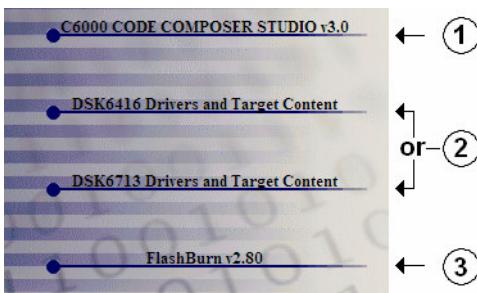 C6000 CODE COMPOSER STUDIO v3.0
1
DSK6416 Drivers and Target Content
or 2
DSK6713 Drivers and Target Content
FlashBurn v2.80
3